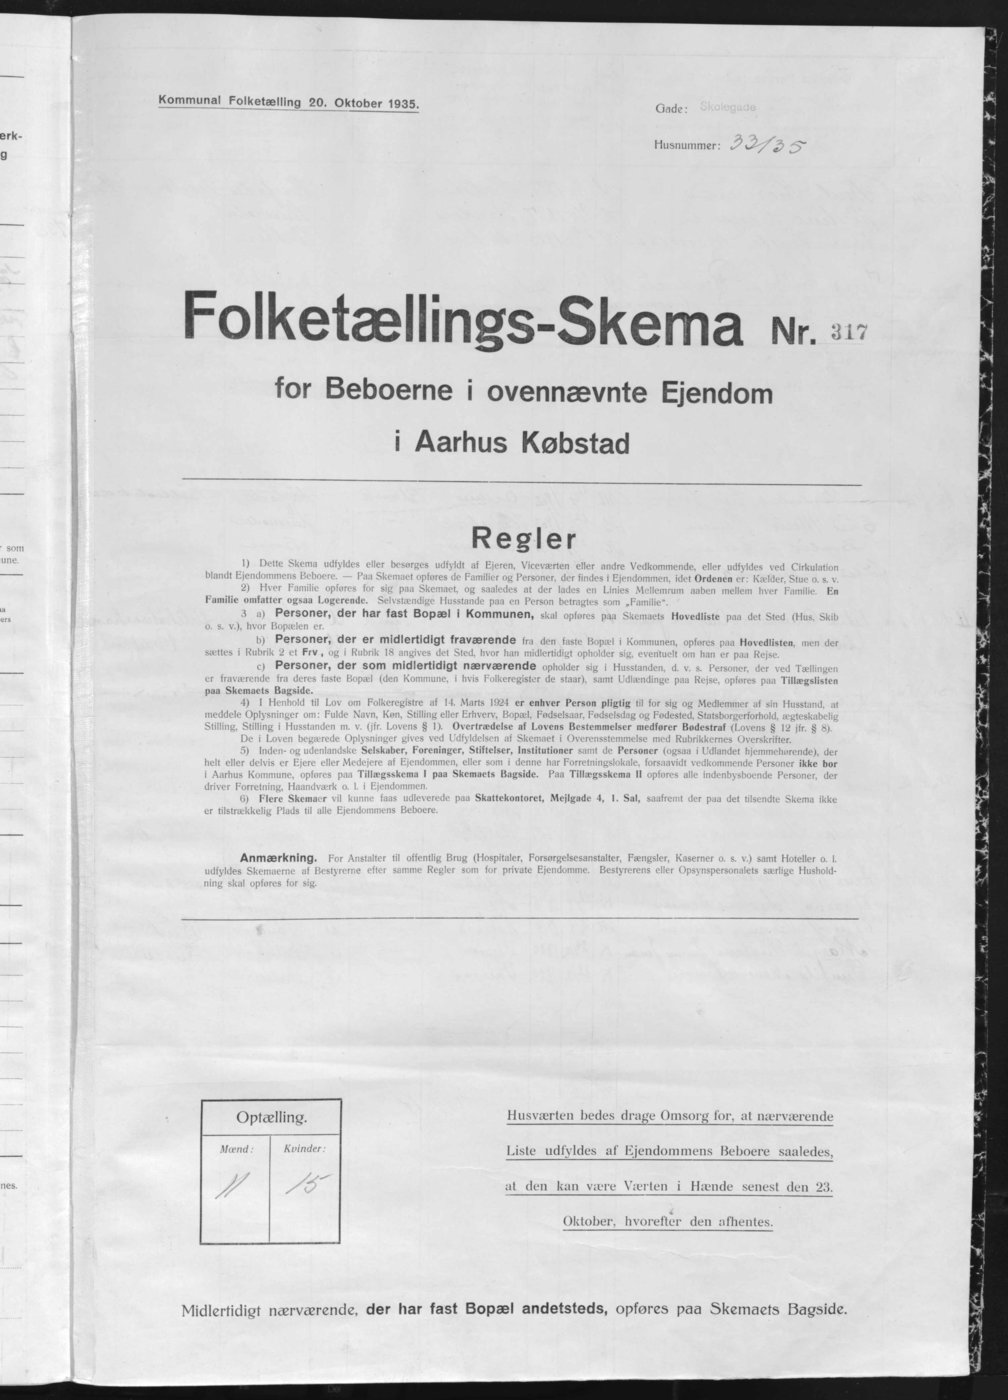 Kommunal Folketælling 20. Oktober 1935.
Gade: Skolegade
Husnummer: 33/35
Folketællings-Skema Nr. 317
for Beboerne i ovennævnte Ejendom
i Aarhus Købstad
Regler
1) Dette Skema udfyldes eller besørges udfyldt af Ejeren, Viceværten eller andre Vedkommende, eller udfyldes ved Cirkulation
blandt Ejendommens Beboere. — Paa Skemaet opføres de Familier og Personer, der findes i Ejendommen, idet Ordenen er: Kælder, Stue o. s. v.
2) Hver Familie opføres for sig paa Skemaet, og saaledes at der lades en Linies Mellemrum aaben mellem hver Familie. En
Familie omfatter ogsaa Logerende. Selvstændige Husstande paa en Person betragtes som „Familie“.
3 a) Personer, der har fast Bopæl i Kommunen, skal opføres paa Skemaets Hovedliste paa det Sted (Hus, Skib
o. s. v.), hvor Bopælen er.
b) Personer, der er midlertidigt fraværende fra den faste Bopæl i Kommunen, opføres paa Hovedlisten, men der
sættes i Rubrik 2 et Frv., og i Rubrik 18 angives det Sted, hvor han midlertidigt opholder sig, eventuelt om han er paa Rejse.
c) Personer, der som midlertidigt nærværende opholder sig i Husstanden, d. v. s. Personer, der ved Tællingen
er fraværende fra deres faste Bopæl (den Kommune, i hvis Folkeregister de staar), samt Udlændinge paa Rejse, opføres paa Tillægslisten
paa Skemaets Bagside.
4) I Henhold til Lov om Folkeregistre af 14. Marts 1924 er enhver Person pligtig til for sig og Medlemmer af sin Husstand, at
meddele Oplysninger om: Fulde Navn, Køn, Stilling eller Erhverv, Bopæl, Fødselsaar, Fødselsdag og Fødested, Statsborgerforhold, ægteskabelig
Stilling, Stilling i Husstanden m. v. (jfr. Lovens § 1). Overtrædelse af Lovens Bestemmelser medfører Bodestraf (Lovens § 12 jfr. § 8).
De i Loven begærede Oplysninger gives ved Udfyldelsen af Skemaet i Overensstemmelse med Rubrikkernes Overskrifter.
5) Inden- og udenlandske Selskaber, Foreninger, Stiftelser, Institutioner samt de Personer (ogsaa i Udlandet hjemmehørende), der
helt eller delvis er Ejere eller Medejere af Ejendommen, eller som i denne har Forretningslokale, forsaavidt vedkommende Personer ikke bor
i Aarhus Kommune, opføres paa Tillægsskema I paa Skemaets Bagside. Paa Tillægsskema II opføres alle indenbysboende Personer, der
driver Forretning, Haandværk o. l. i Ejendommen.
6) Flere Skemaer vil kunne faas udleverede paa Skattekontoret, Mejlgade 4, 1. Sal, saafremt der paa det tilsendte Skema ikke
er tilstrækkelig Plads til alle Ejendommens Beboere.
Anmærkning. For Anstalter til offentlig Brug (Hospitaler, Forsørgelsesanstalter, Fængsler, Kaserner o. s. v.) samt Hoteller o. l.
udfyldes Skemaerne af Bestyrerne efter samme Regler som for private Ejendomme. Bestyrerens eller Opsynspersonalets særlige Hushold-
ning skal opføres for sig.
Optælling.
Mænd: Kvinder:
11 15
Husværten bedes drage Omsorg for, at nærværende
Liste udfyldes af Ejendommens Beboere saaledes,
at den kan være Værten i Hænde senest den 23.
Oktober, hvorefter den afhentes.
Midlertidigt nærværende, der har fast Bopæl andetsteds, opføres paa Skemaets Bagside.